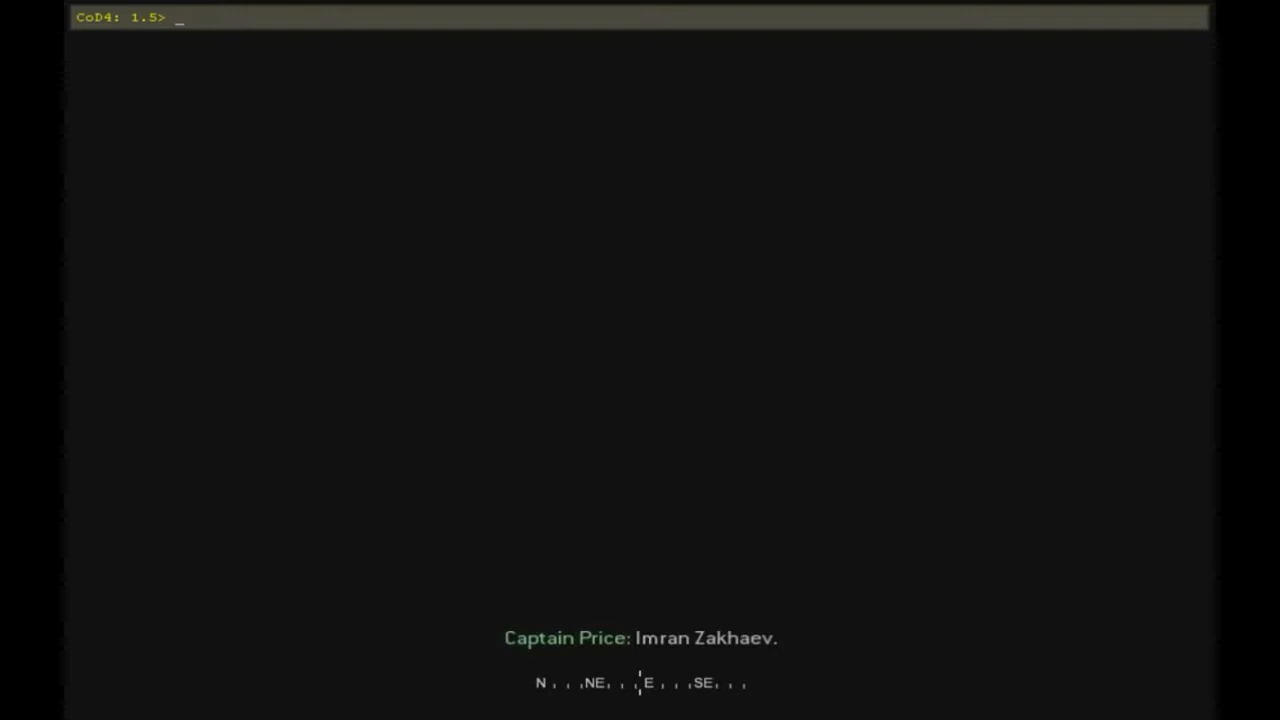 CoD4: 1.5> _
Captain Price: Imran Zakhaev.
N . . . NE . . . E . . . SE . . .